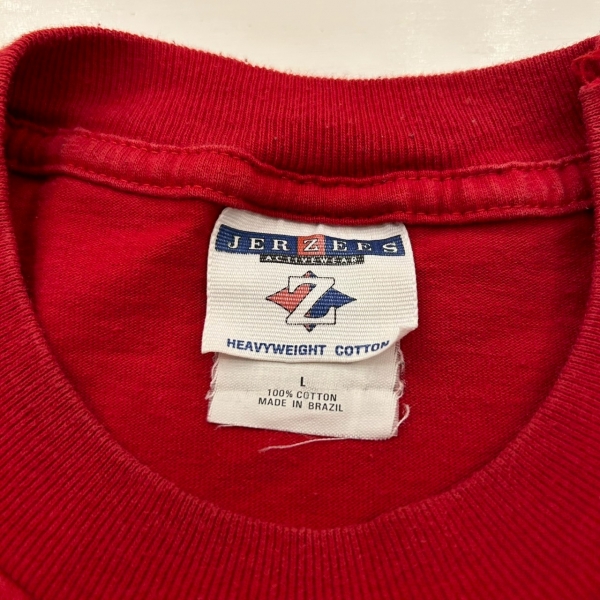 JERZEES
ACTIVEWEAR
Z
HEAVYWEIGHT COTTON
L
100% COTTON
MADE IN BRAZIL